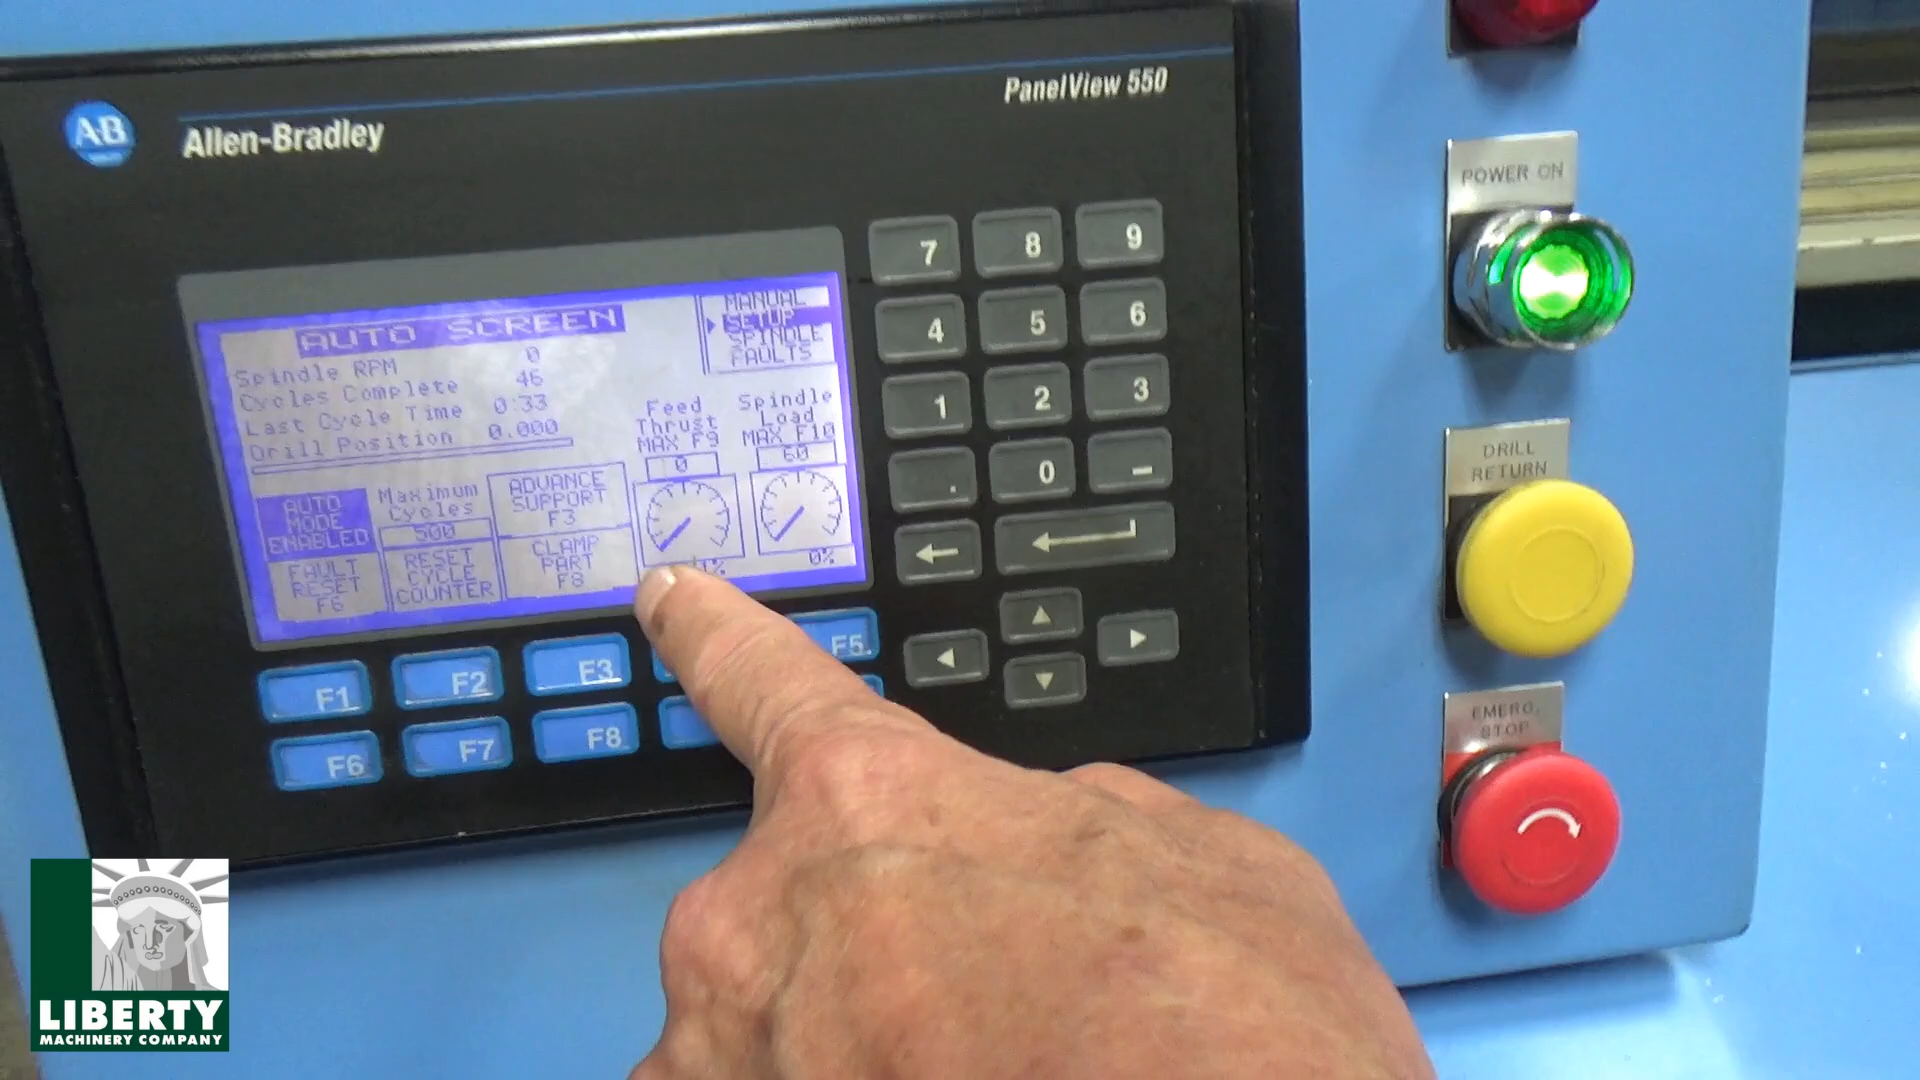 AB
Allen-Bradley
PanelView 550
AUTO SCREEN
MANUAL
SETUP
SPINDLE
FAULTS
Spindle RPM 0
Cycles Complete 46
Last Cycle Time 0:33
Drill Position 0.000
Feed
Thrust
MAX F9
0
Spindle
Load
MAX F10
60
AUTO
MODE
ENABLED
Maximum
Cycles
500
ADVANCE
SUPPORT
F3
FAULT
RESET
F6
RESET
CYCLE
COUNTER
CLAMP
PART
F8
0%
F1
F2
F3
F5
F6
F7
F8
7 8 9
4 5 6
1 2 3
. 0 –
POWER ON
DRILL
RETURN
EMERG.
STOP
LIBERTY
MACHINERY COMPANY